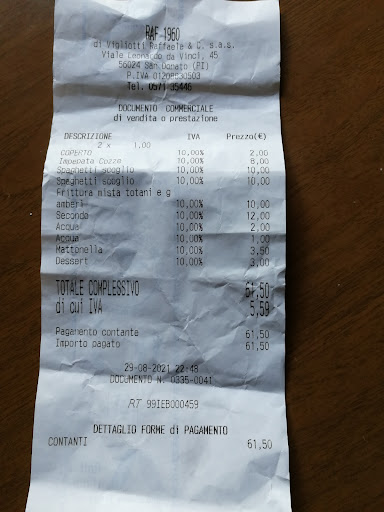 RAF 1960
di Vigliotti Raffaele & C. s.a.s.
Viale Leonardo da Vinci, 45
56024 San Donato (PI)
P.IVA 01208030503
Tel. 0571 35446
DOCUMENTO COMMERCIALE
di vendita o prestazione
DESCRIZIONE IVA Prezzo(€)
2 x 1,00
COPERTO 10,00% 2,00
Impepata Cozze 10,00% 8,00
Spaghetti scoglio 10,00% 10,00
Spaghetti scoglio 10,00% 10,00
Frittura mista totani e g
amberi 10,00% 10,00
Secondo 10,00% 12,00
Acqua 10,00% 2,00
Acqua 10,00% 1,00
Mattonella 10,00% 3,50
Dessert 10,00% 3,00
TOTALE COMPLESSIVO 61,50
di cui IVA 5,59
Pagamento contante 61,50
Importo pagato 61,50
29-08-2021 22:48
DOCUMENTO N. 0335-0041
RT 99IEB000459
DETTAGLIO FORME di PAGAMENTO
CONTANTI 61,50